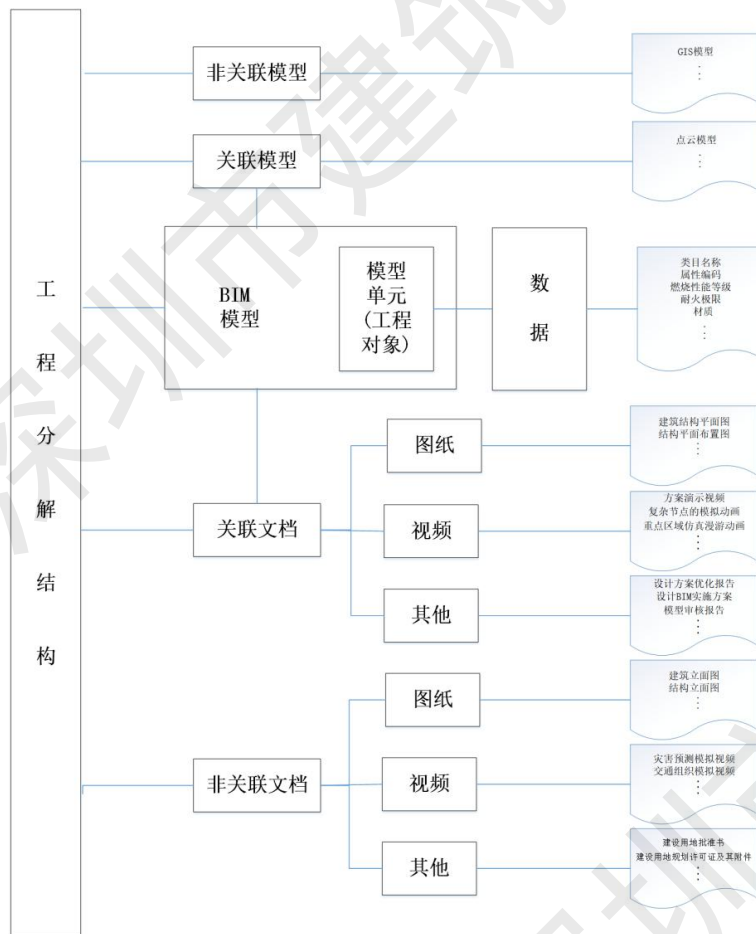 工程分解结构
非关联模型
GIS模型
⋮
关联模型
点云模型
⋮
BIM
模型
模型
单元
(工程
对象)
数据
类目名称
属性编码
燃烧性能等级
耐火极限
材质
⋮
关联文档
图纸
建筑结构平面图
结构平面布置图
⋮
视频
方案演示视频
复杂节点的模拟动画
重点区域仿真漫游动画
⋮
其他
设计方案优化报告
设计BIM实施方案
模型审核报告
⋮
非关联文档
图纸
建筑立面图
结构立面图
⋮
视频
灾害预测模拟视频
交通组织模拟视频
⋮
其他
建设用地批准书
建设用地规划许可证及其附件
⋮
深圳市建筑
深圳市